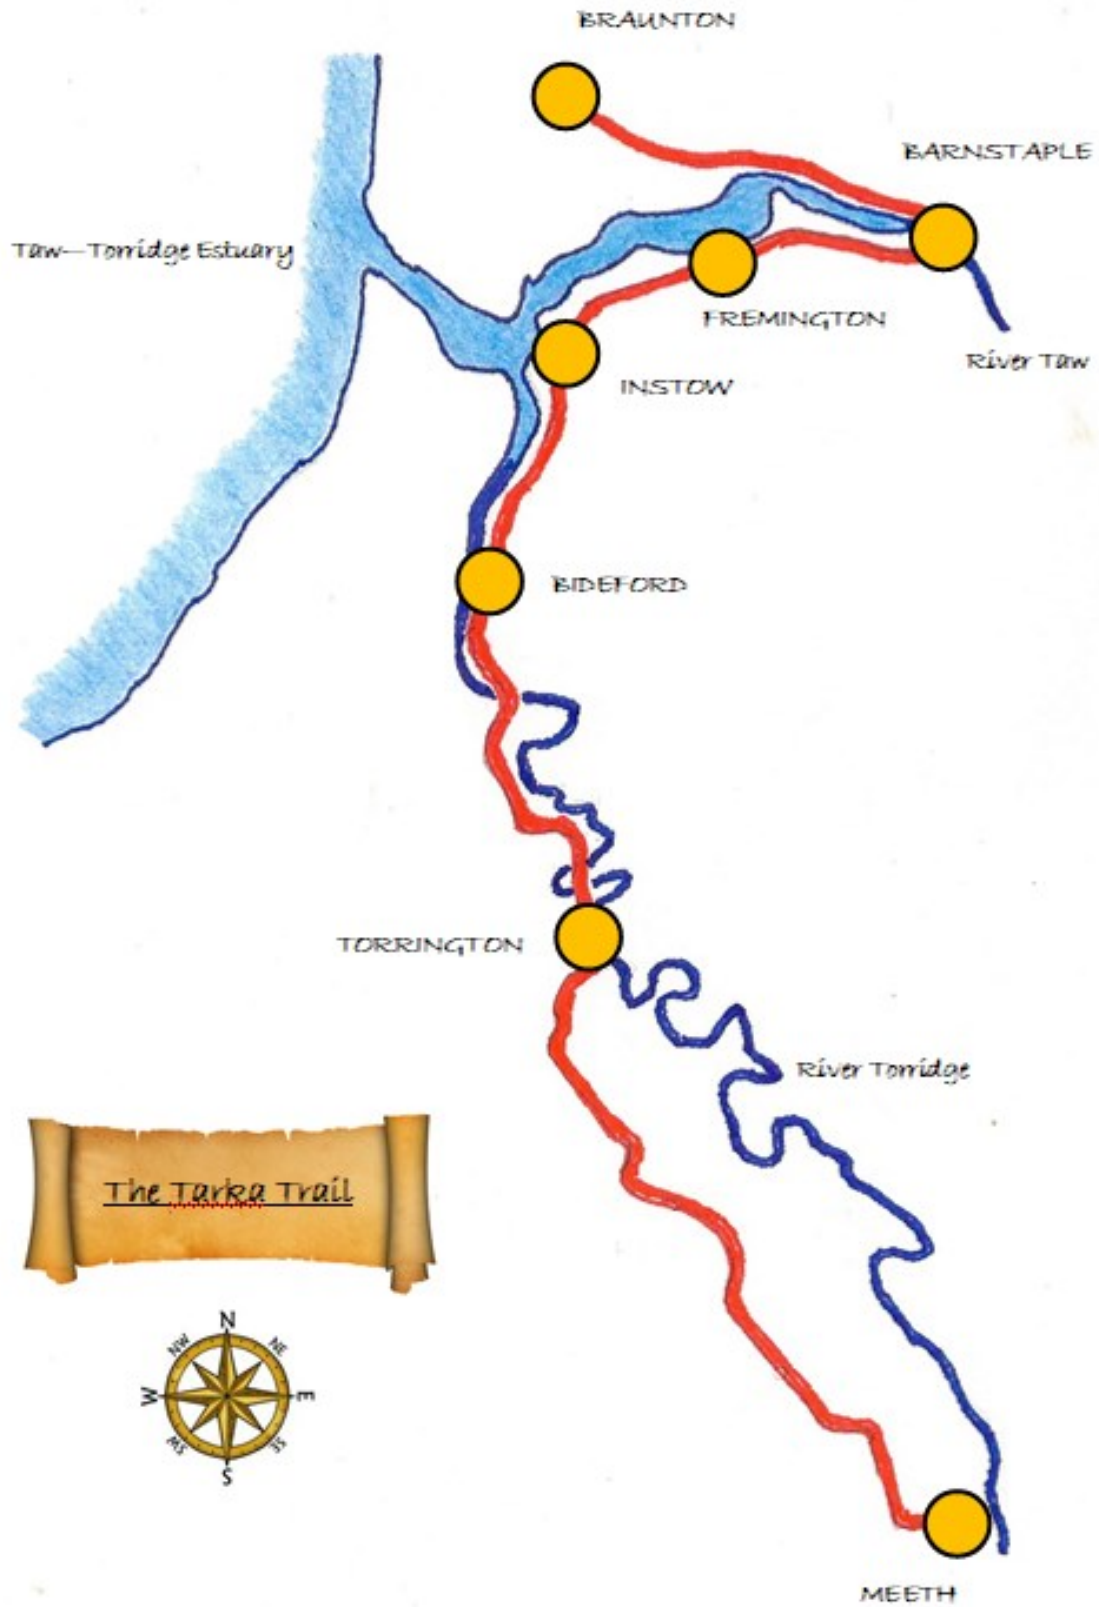 BRAUNTON
BARNSTAPLE
Taw-Torridge Estuary
FREMINGTON
River Taw
INSTOW
BIDEFORD
TORRINGTON
River Torridge
The Tarka Trail
N
NW
NE
W
E
SW
SE
S
MEETH